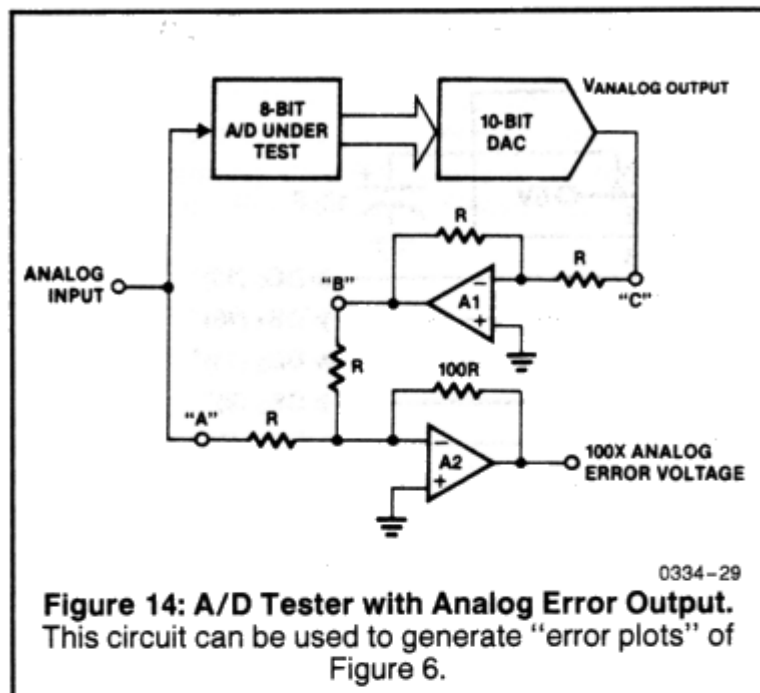 8-BIT
A/D UNDER
TEST
10-BIT
DAC
VANALOG OUTPUT
R
R
ANALOG
INPUT
"B"
A1
−
+
"C"
R
100R
"A"
R
−
A2
+
100X ANALOG
ERROR VOLTAGE
0334-29
Figure 14: A/D Tester with Analog Error Output.
This circuit can be used to generate "error plots" of
Figure 6.